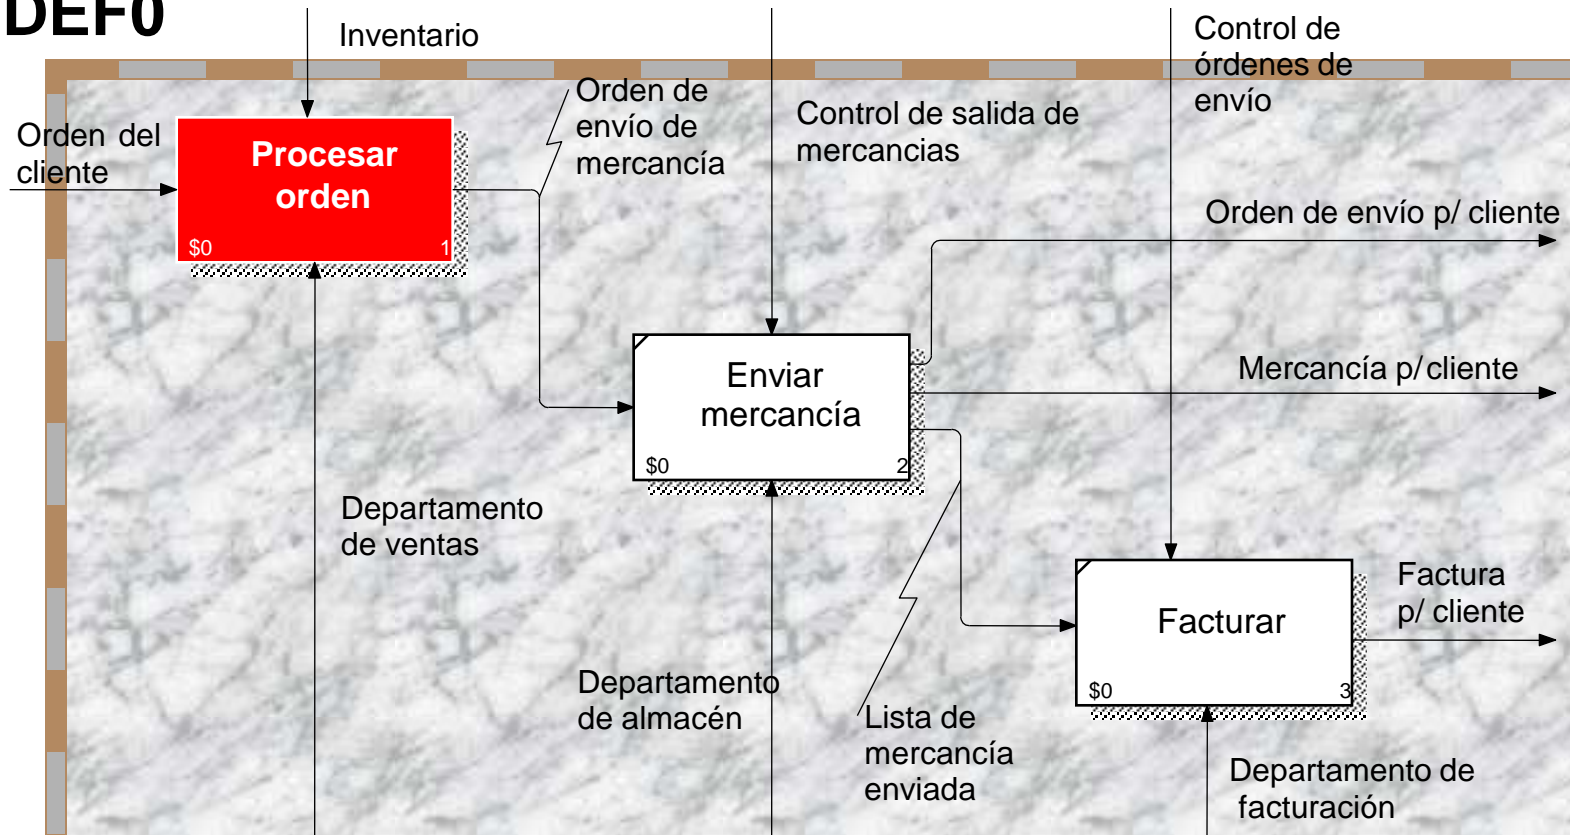 DEF0
Inventario
Control de
órdenes de
envío
Orden de
envío de
mercancía
Control de salida de
mercancias
Orden del
cliente
Procesar
orden
$0 1
Orden de envío p/ cliente
Enviar
mercancía
$0 2
Mercancía p/ cliente
Departamento
de ventas
Facturar
$0 3
Factura
p/ cliente
Departamento
de almacén
Lista de
mercancía
enviada
Departamento de
facturación